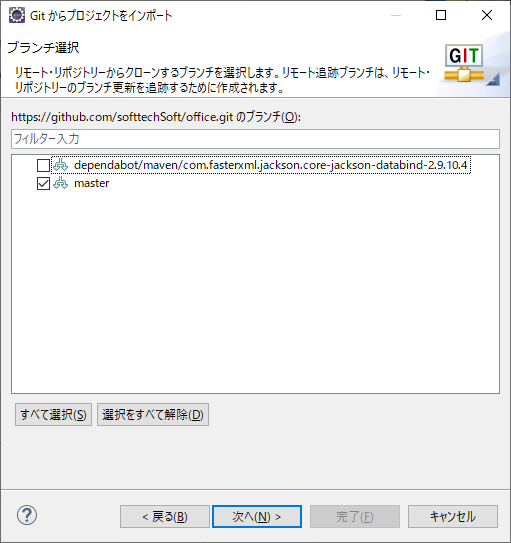 Git からプロジェクトをインポート
ブランチ選択
リモート・リポジトリーからクローンするブランチを選択します。リモート追跡ブランチは、リモート・
リポジトリーのブランチ更新を追跡するために作成されます。
GIT
https://github.com/softtechSoft/office.git のブランチ(O):
フィルター入力
dependabot/maven/com.fasterxml.jackson.core-jackson-databind-2.9.10.4
master
すべて選択(S) 選択をすべて解除(D)
? < 戻る(B) 次へ(N) > 完了(F) キャンセル